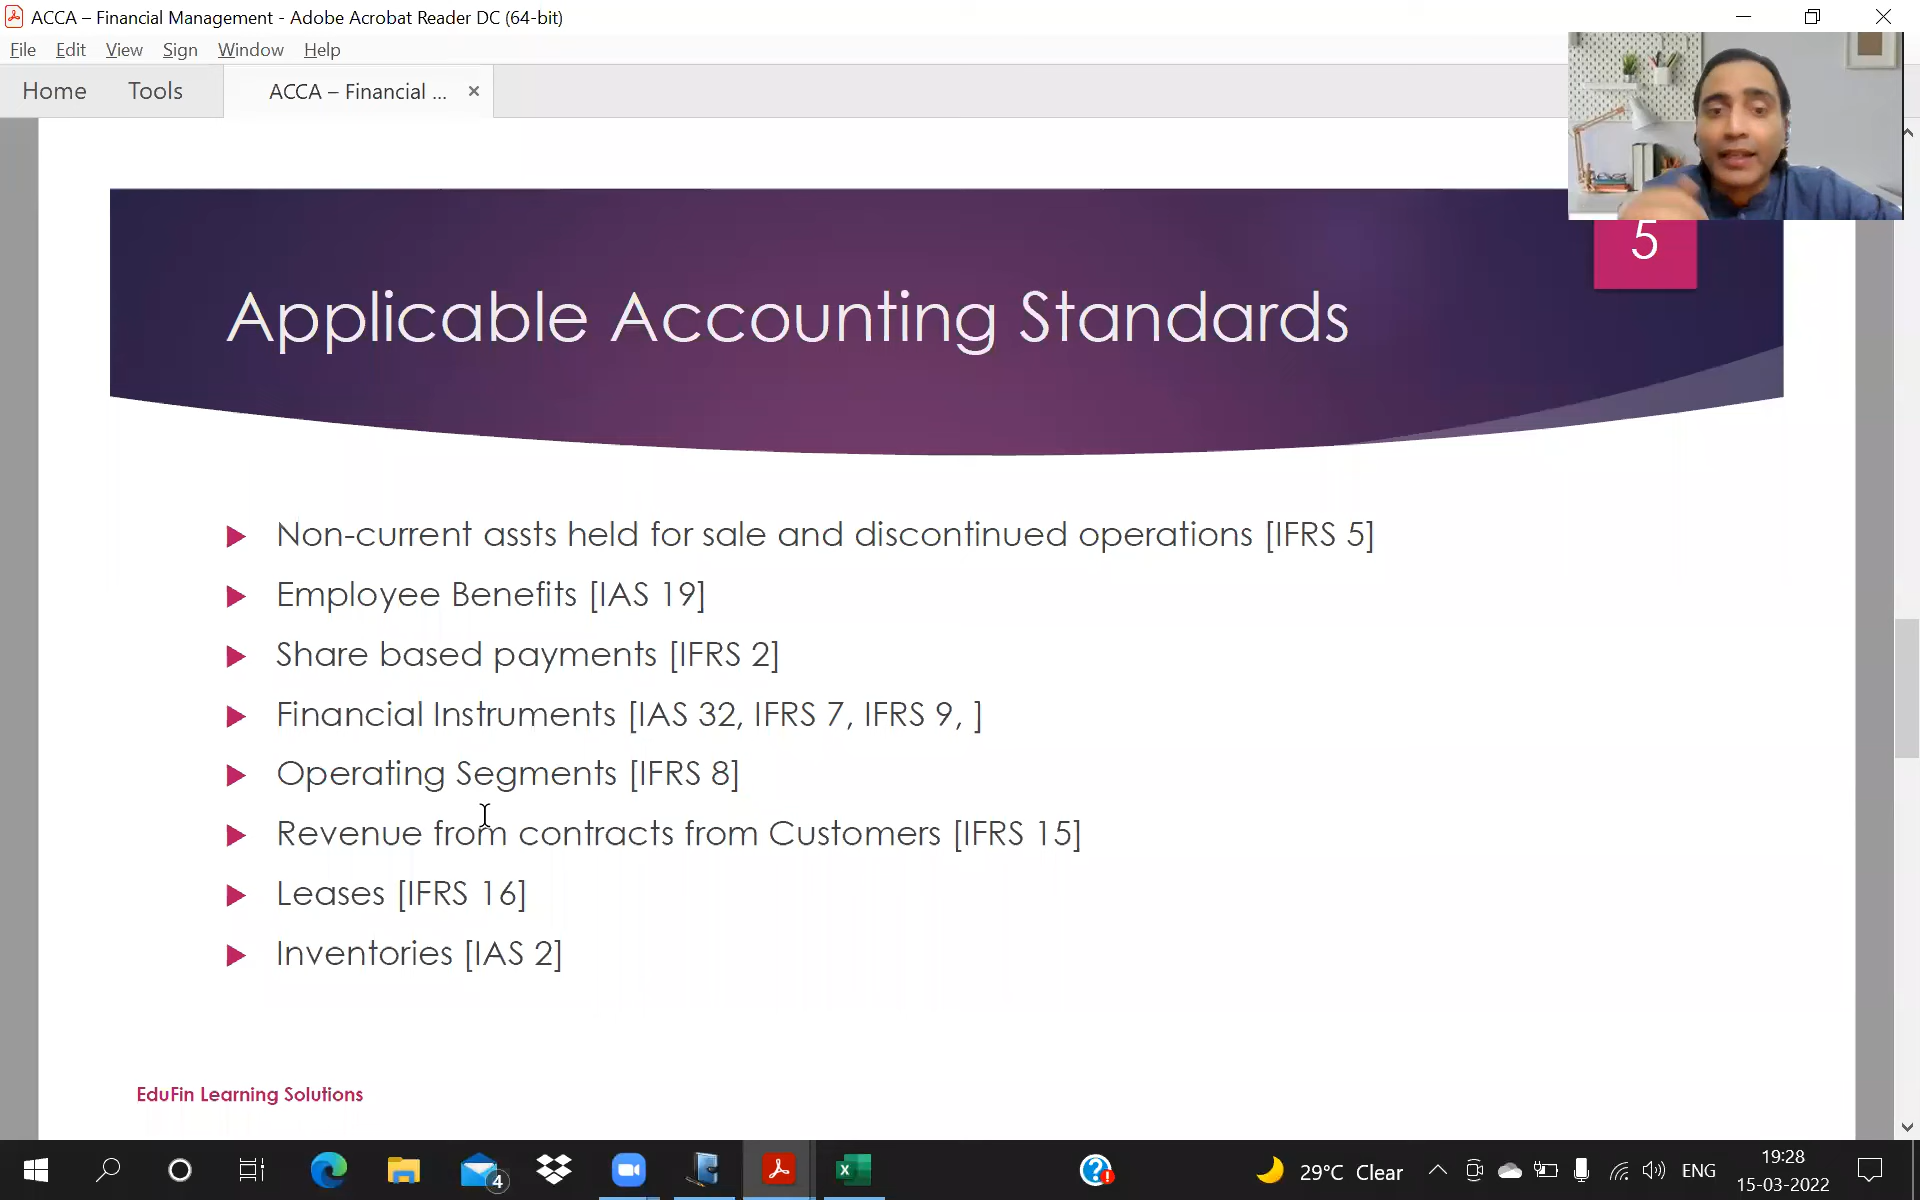 ACCA – Financial Management - Adobe Acrobat Reader DC (64-bit)
File Edit View Sign Window Help
Home Tools ACCA – Financial ... ×
5
Applicable Accounting Standards
Non-current assts held for sale and discontinued operations [IFRS 5]
Employee Benefits [IAS 19]
Share based payments [IFRS 2]
Financial Instruments [IAS 32, IFRS 7, IFRS 9, ]
Operating Segments [IFRS 8]
Revenue from contracts from Customers [IFRS 15]
Leases [IFRS 16]
Inventories [IAS 2]
EduFin Learning Solutions
4
29°C Clear
ENG
19:28
15-03-2022